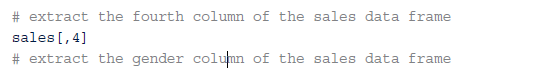 # extract the fourth column of the sales data frame
sales[,4]
# extract the gender column of the sales data frame